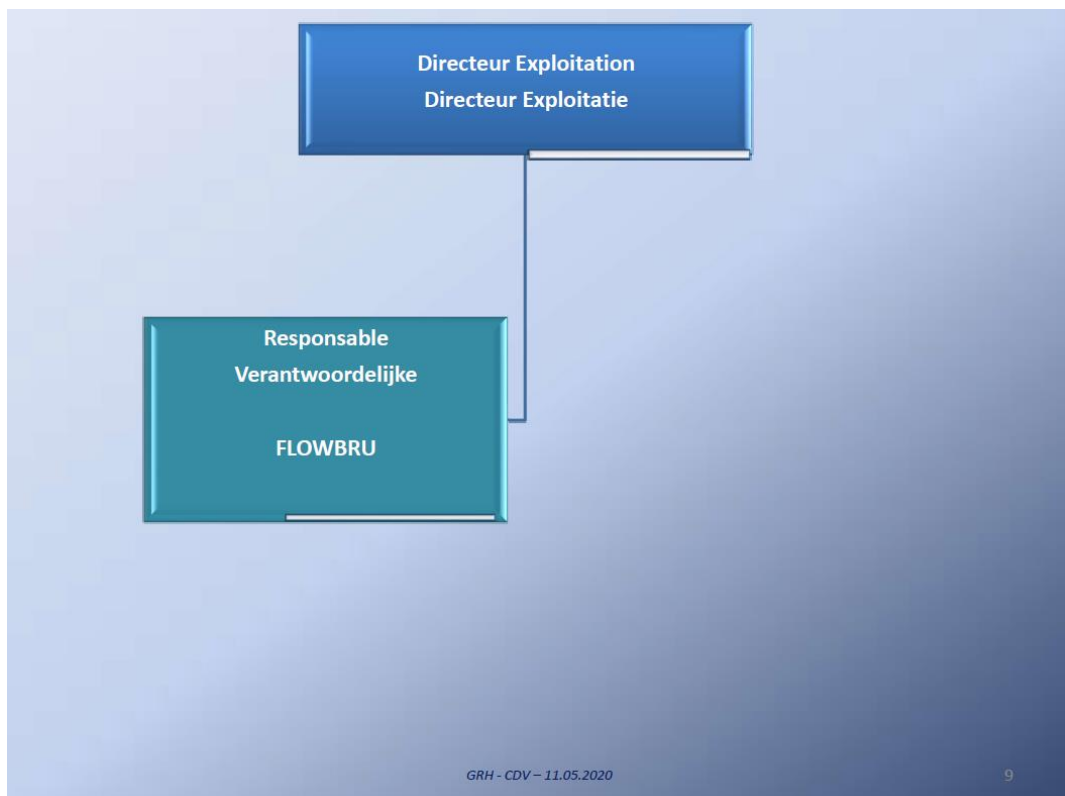 Directeur Exploitation
Directeur Exploitatie
Responsable
Verantwoordelijke
FLOWBRU
GRH - CDV – 11.05.2020
9